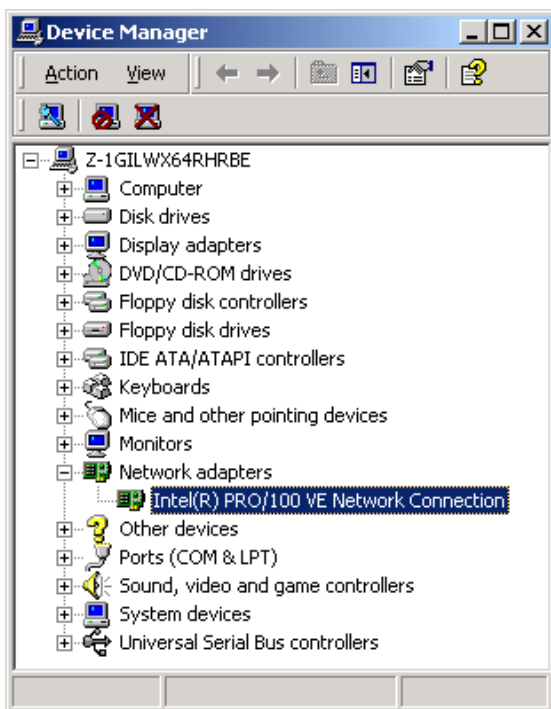 Device Manager
Action View
Z-1GILWX64RHRBE
Computer
Disk drives
Display adapters
DVD/CD-ROM drives
Floppy disk controllers
Floppy disk drives
IDE ATA/ATAPI controllers
Keyboards
Mice and other pointing devices
Monitors
Network adapters
Intel(R) PRO/100 VE Network Connection
Other devices
Ports (COM & LPT)
Sound, video and game controllers
System devices
Universal Serial Bus controllers